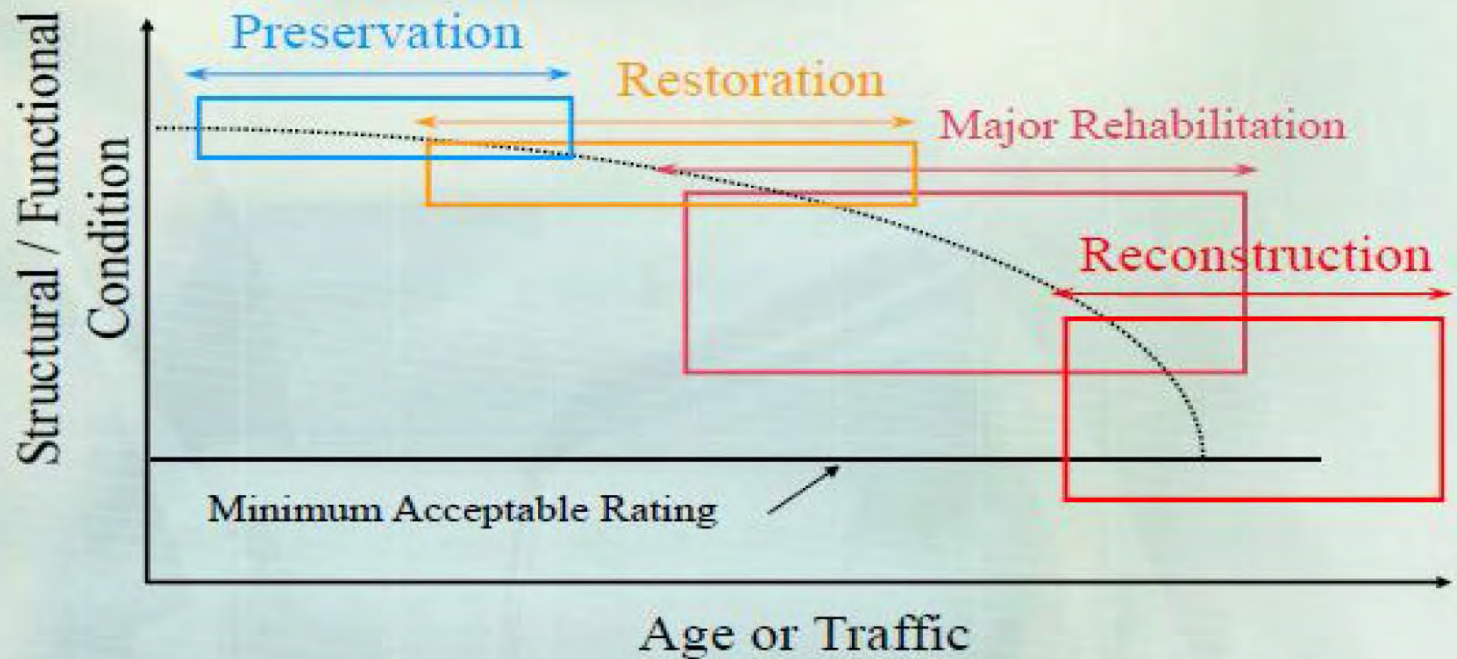 Structural / Functional
Condition
Preservation
Restoration
Major Rehabilitation
Reconstruction
Minimum Acceptable Rating
Age or Traffic